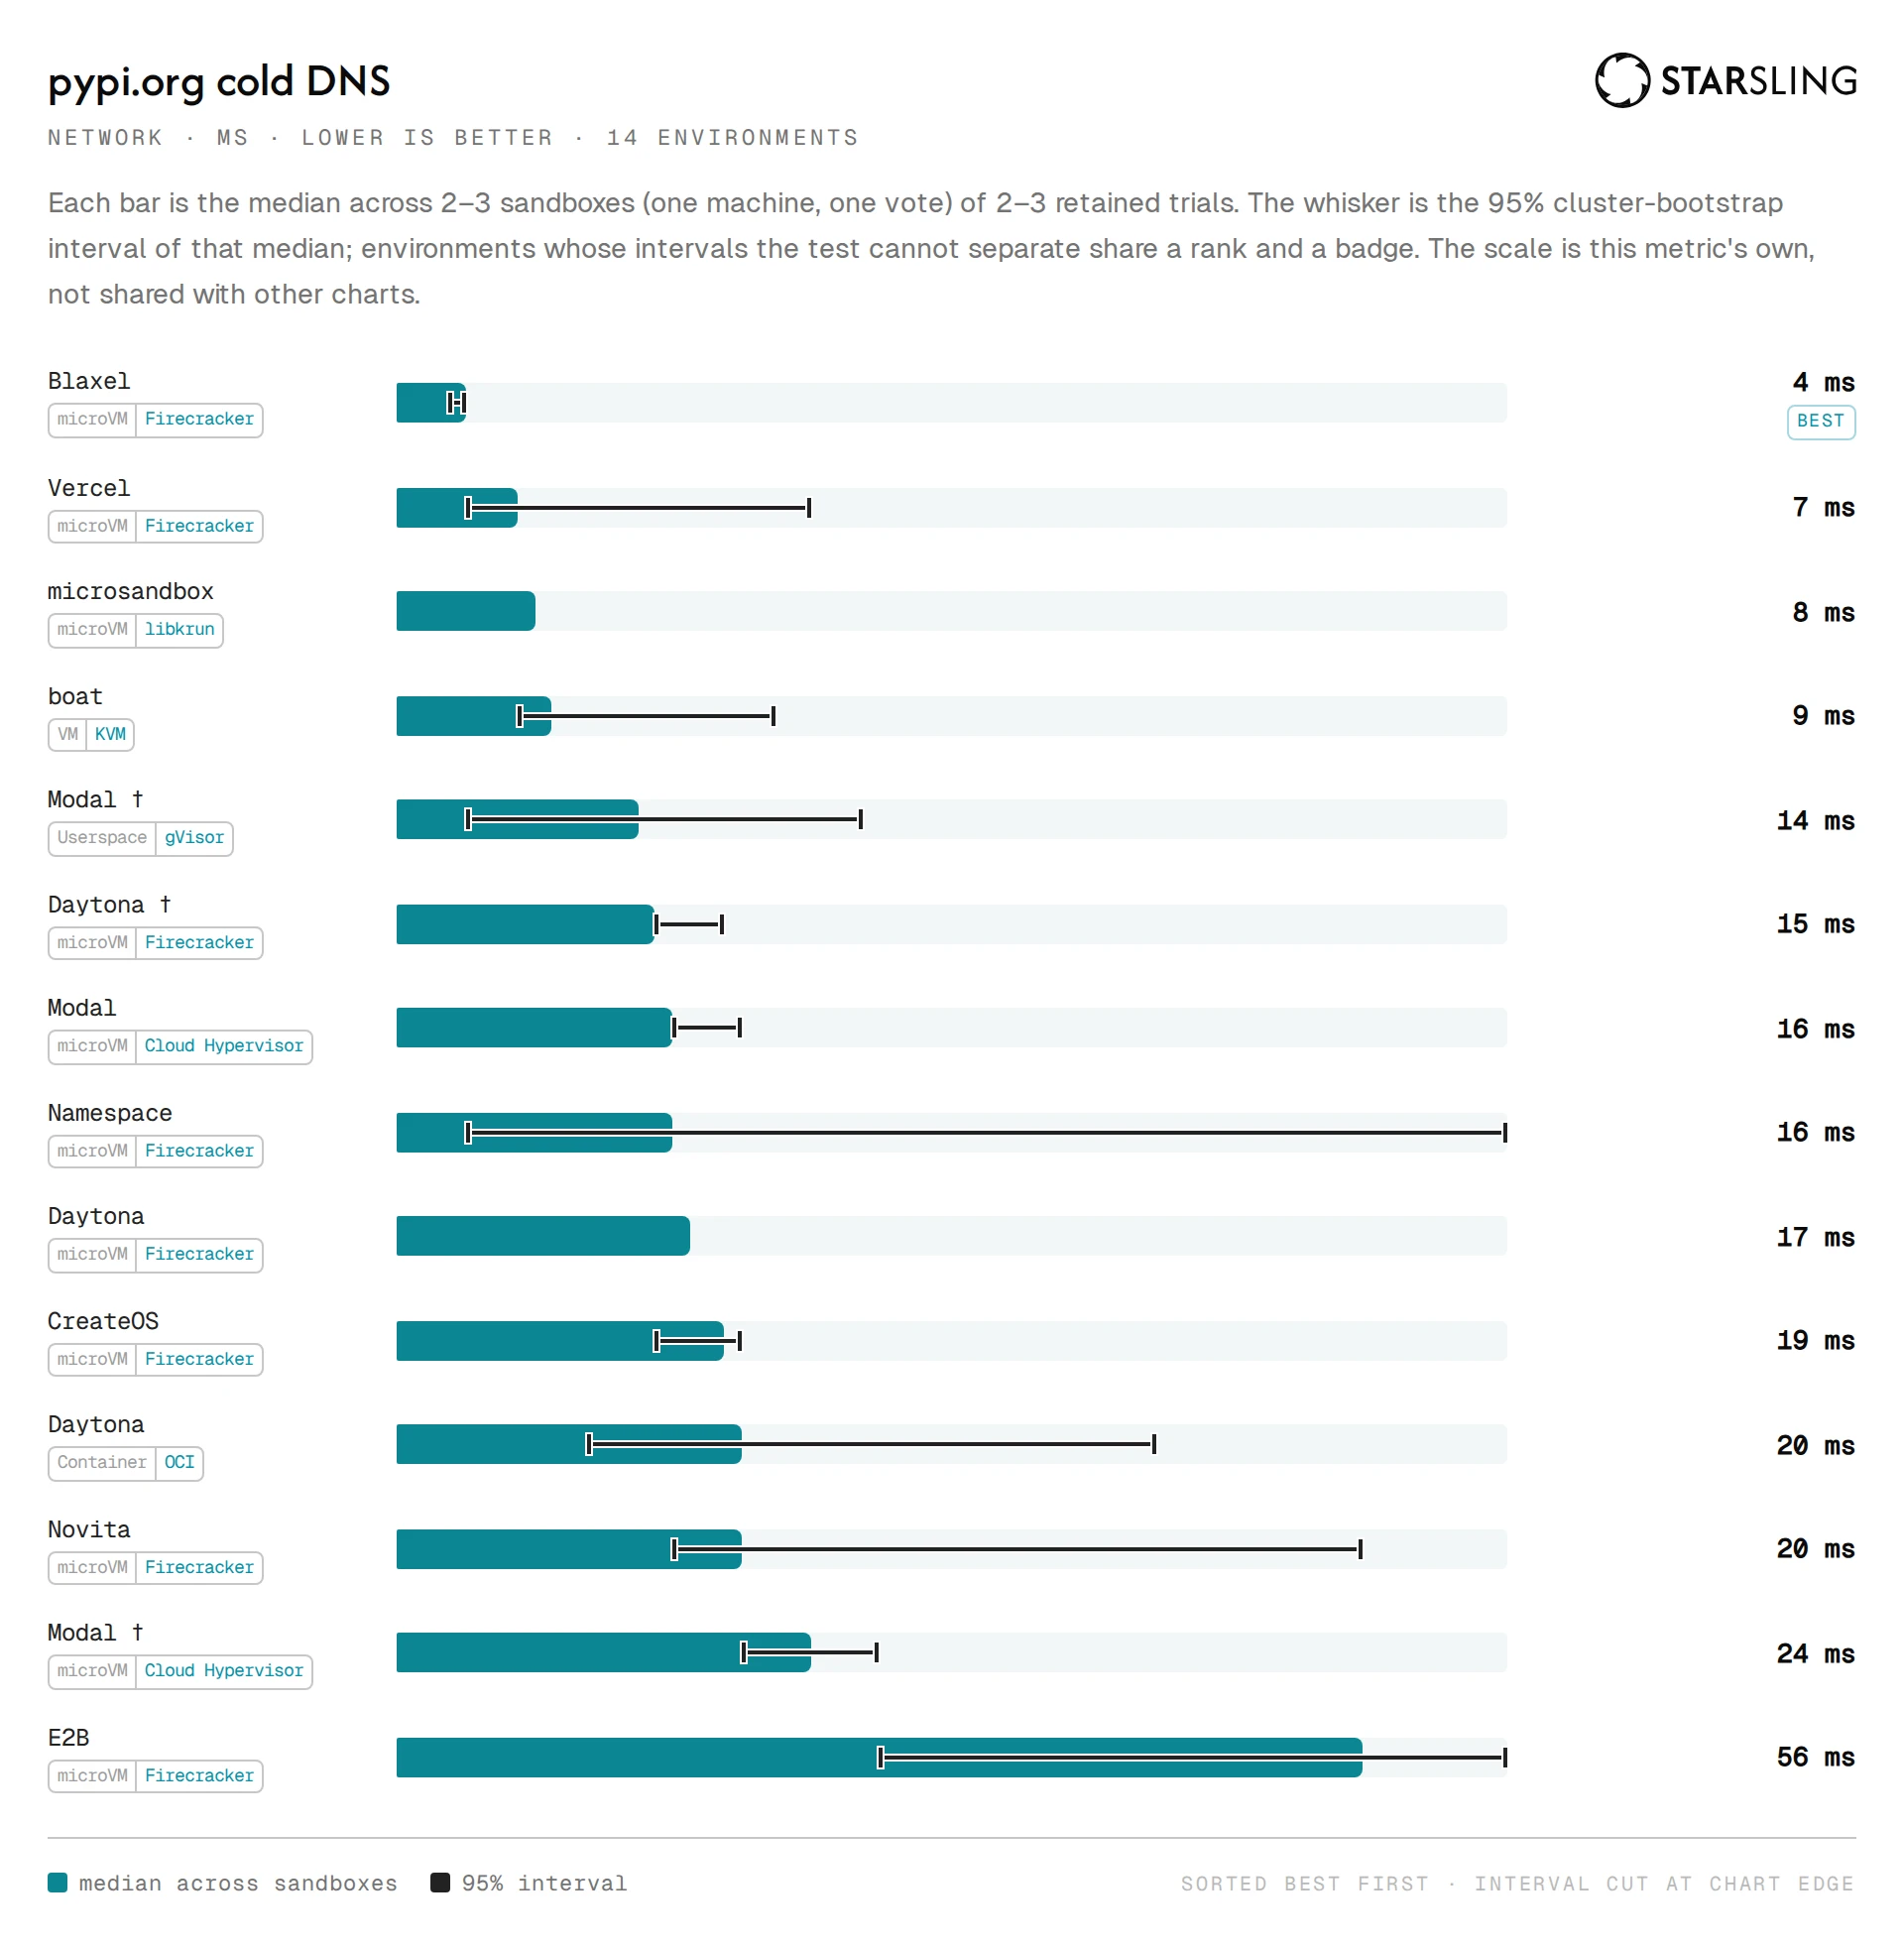 pypi.org cold DNS
STARSLING
NETWORK · MS · LOWER IS BETTER · 14 ENVIRONMENTS
Each bar is the median across 2–3 sandboxes (one machine, one vote) of 2–3 retained trials. The whisker is the 95% cluster-bootstrap
interval of that median; environments whose intervals the test cannot separate share a rank and a badge. The scale is this metric's own,
not shared with other charts.
Blaxel
microVM Firecracker
4 ms
BEST
Vercel
microVM Firecracker
7 ms
microsandbox
microVM libkrun
8 ms
boat
VM KVM
9 ms
Modal †
Userspace gVisor
14 ms
Daytona †
microVM Firecracker
15 ms
Modal
microVM Cloud Hypervisor
16 ms
Namespace
microVM Firecracker
16 ms
Daytona
microVM Firecracker
17 ms
CreateOS
microVM Firecracker
19 ms
Daytona
Container OCI
20 ms
Novita
microVM Firecracker
20 ms
Modal †
microVM Cloud Hypervisor
24 ms
E2B
microVM Firecracker
56 ms
median across sandboxes 95% interval
SORTED BEST FIRST · INTERVAL CUT AT CHART EDGE